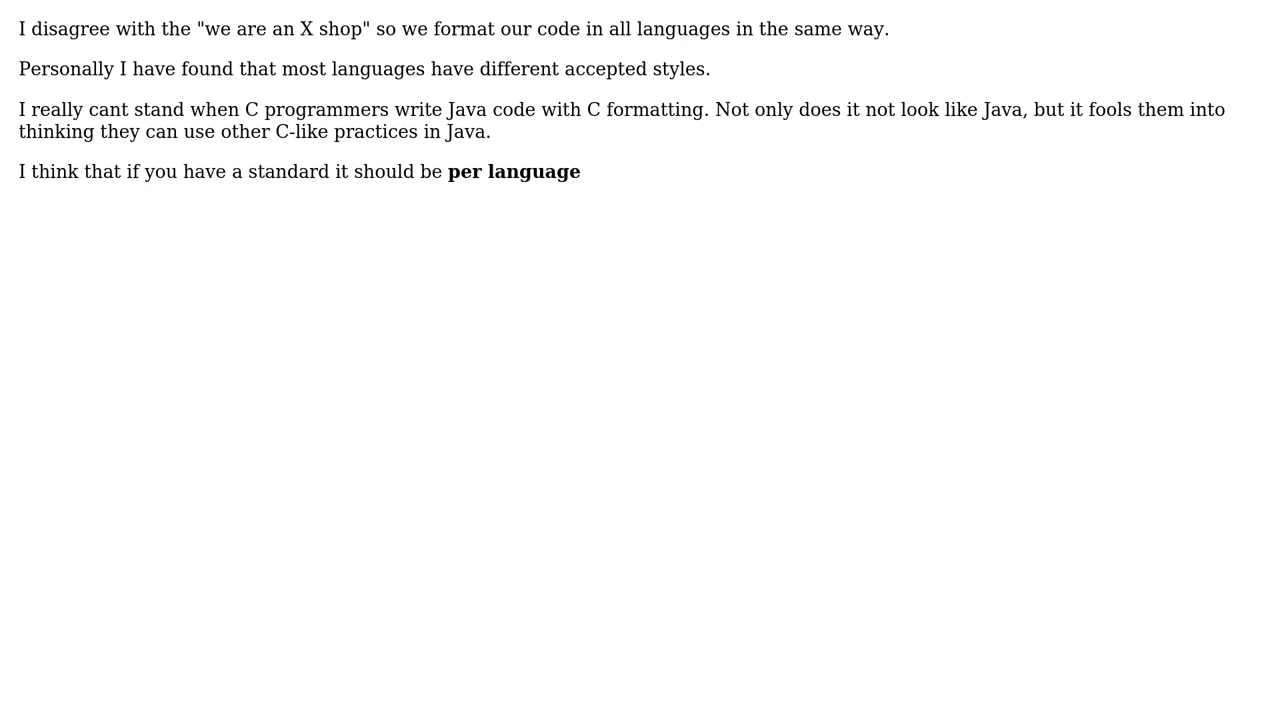 I disagree with the "we are an X shop" so we format our code in all languages in the same way.
Personally I have found that most languages have different accepted styles.
I really cant stand when C programmers write Java code with C formatting. Not only does it not look like Java, but it fools them into
thinking they can use other C-like practices in Java.
I think that if you have a standard it should be per language